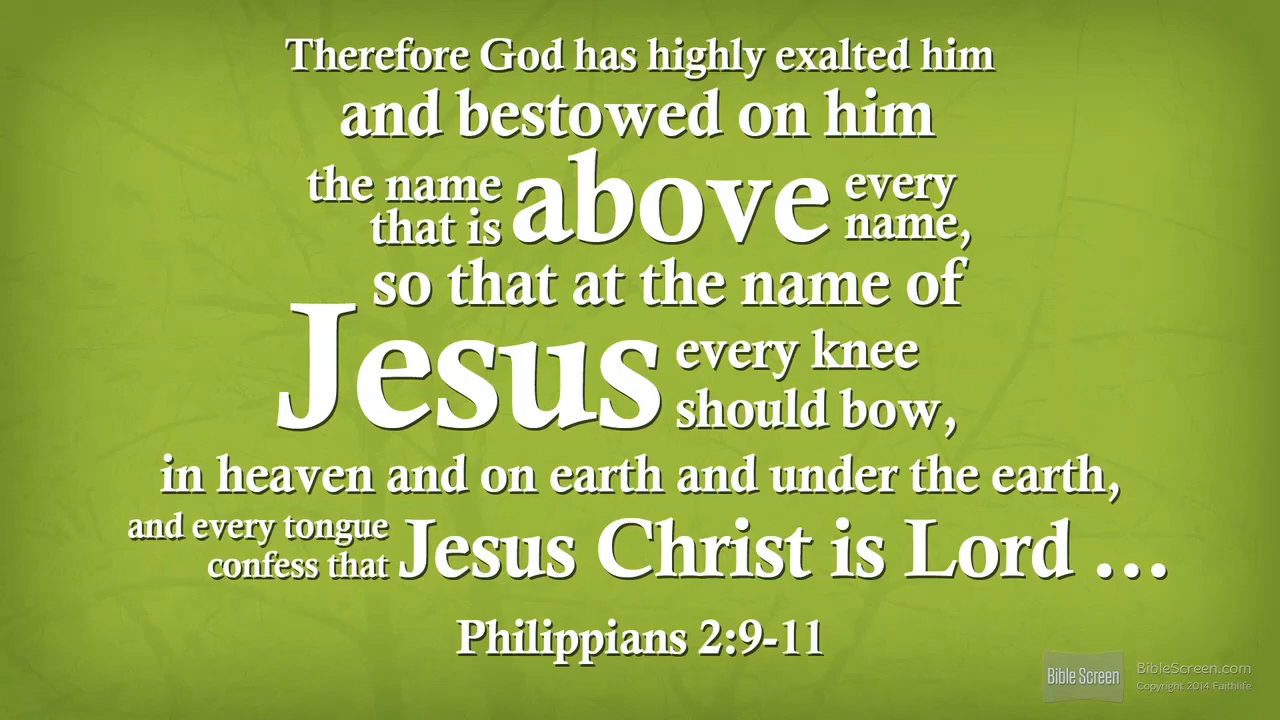 Therefore God has highly exalted him
and bestowed on him
the name that is above every name,
so that at the name of
Jesus every knee should bow,
in heaven and on earth and under the earth,
and every tongue confess that Jesus Christ is Lord ...
Philippians 2:9-11
Bible Screen
BibleScreen.com
Copyright 2014 Faithlife